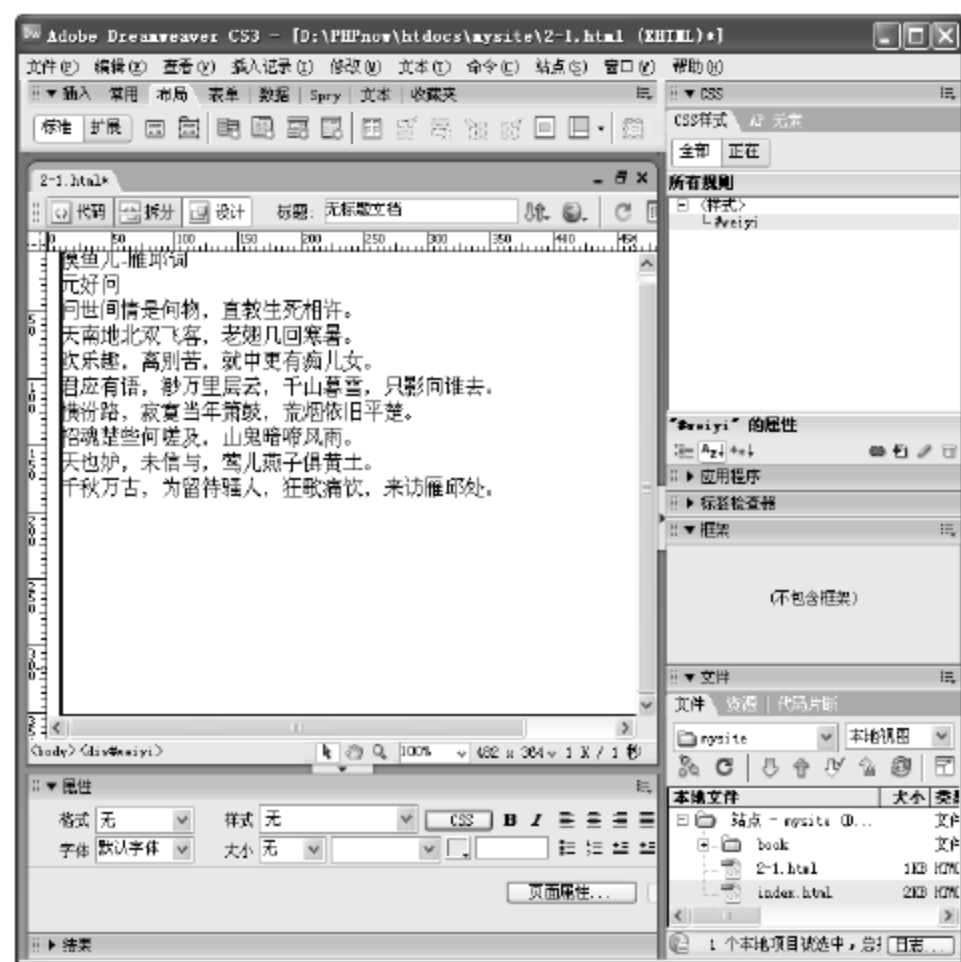 Adobe Dreamweaver CS3 - [D:\PHPnow\htdocs\mysite\2-1.html (XHTML)*]
文件(F) 编辑(E) 查看(V) 插入记录(I) 修改(M) 文本(T) 命令(C) 站点(S) 窗口(W) 帮助(H)
▼ 插入 常用 布局 表单 数据 Spry 文本 收藏夹
标准 扩展
2-1.html*
代码 拆分 设计 标题: 无标题文档
0 50 100 150 200 250 300 350 400 450
摸鱼儿-雁邱词
元好问
问世间情是何物，直教生死相许。
天南地北双飞客，老翅几回寒暑。
欢乐趣，离别苦，就中更有痴儿女。
君应有语，渺万里层云，千山暮雪，只影向谁去。
横汾路，寂寞当年箫鼓，荒烟依旧平楚。
招魂楚些何嗟及，山鬼暗啼风雨。
天也妒，未信与，莺儿燕子俱黄土。
千秋万古，为留待骚人，狂歌痛饮，来访雁邱处。
<body> <div#weiyi>
100% 482 x 364 1 K / 1 秒
▼ 属性
格式 无 样式 无 CSS B I
字体 默认字体 大小 无
页面属性...
▶ 结果
▼ CSS
CSS样式 AP 元素
全部 正在
所有规则
<样式>
#weiyi
"#weiyi" 的属性
▶ 应用程序
▶ 标签检查器
▼ 框架
(不包含框架)
▼ 文件
文件 资源 代码片断
mysite 本地视图
本地文件 大小 类
站点 - mysite (D... 文件
book 文件
2-1.html 1KB HTM
index.html 2KB HTM
1 个本地项目被选中，总 日志...